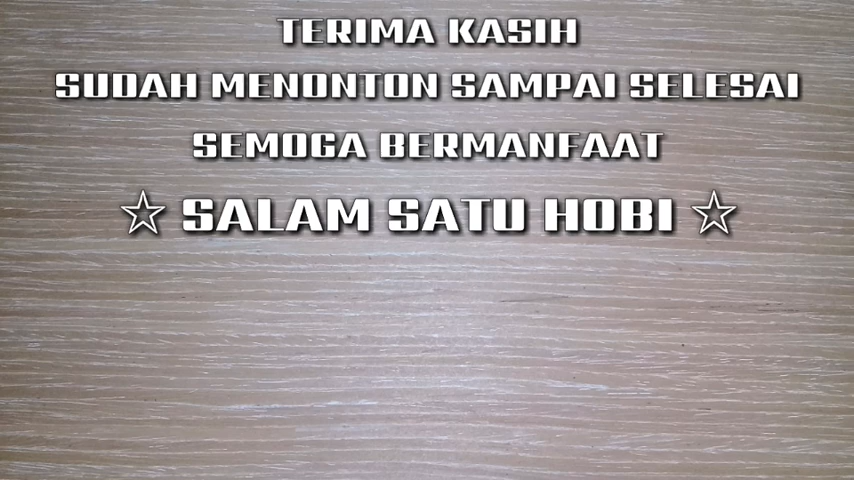 TERIMA KASIH
SUDAH MENONTON SAMPAI SELESAI
SEMOGA BERMANFAAT
☆ SALAM SATU HOBI ☆